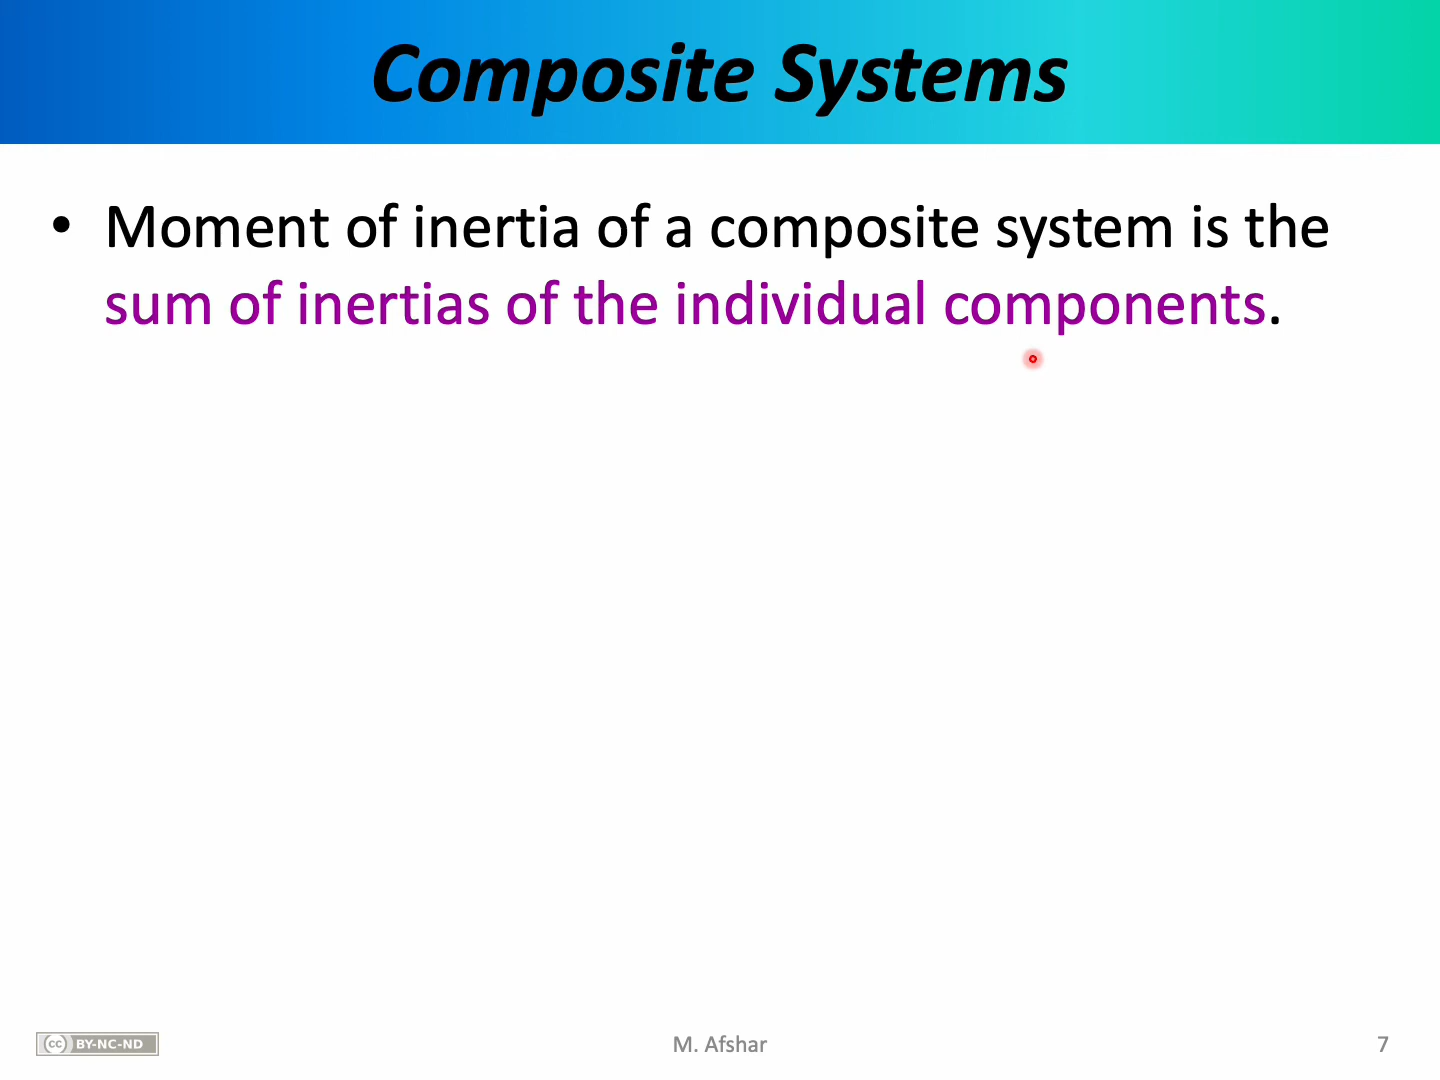 Composite Systems
• Moment of inertia of a composite system is the
sum of inertias of the individual components.
cc BY-NC-ND
M. Afshar
7